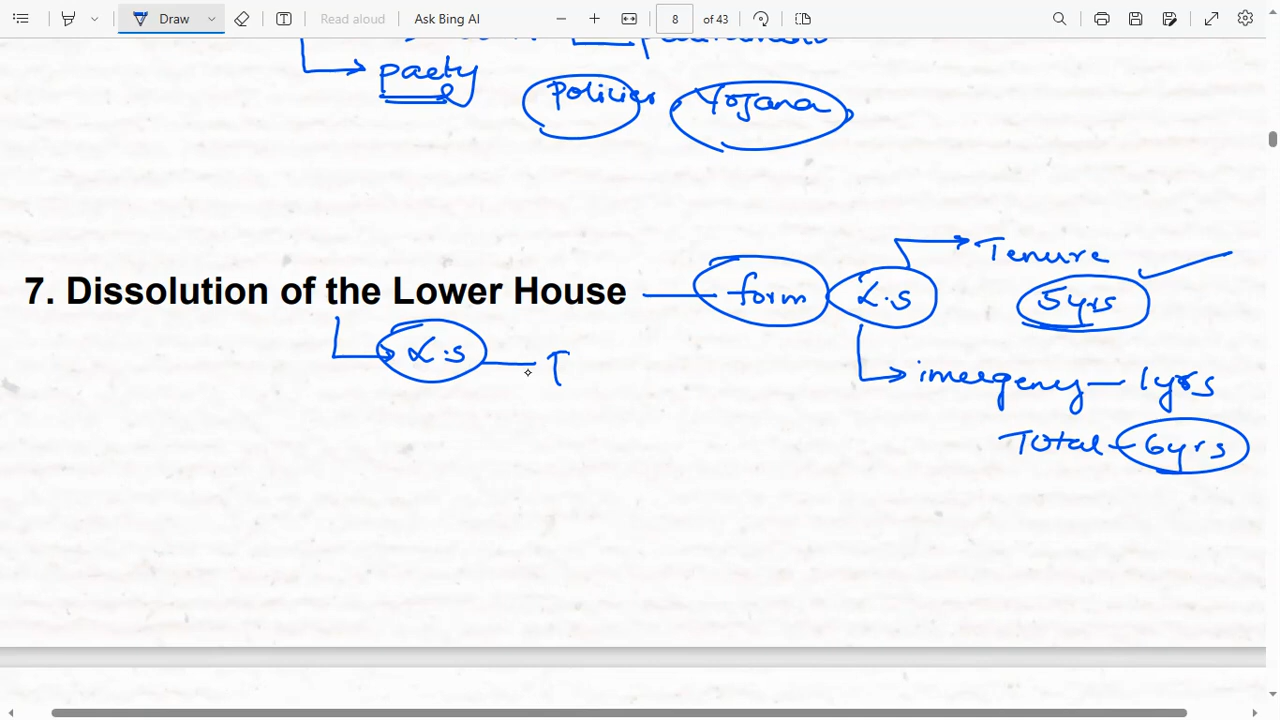 Draw
Read aloud
Ask Bing AI
8 of 43
paety
Policies Yojana
7. Dissolution of the Lower House — form L.S
Tenure
5yrs
L.S — T
imergency — 1yrs
Total - 6yrs